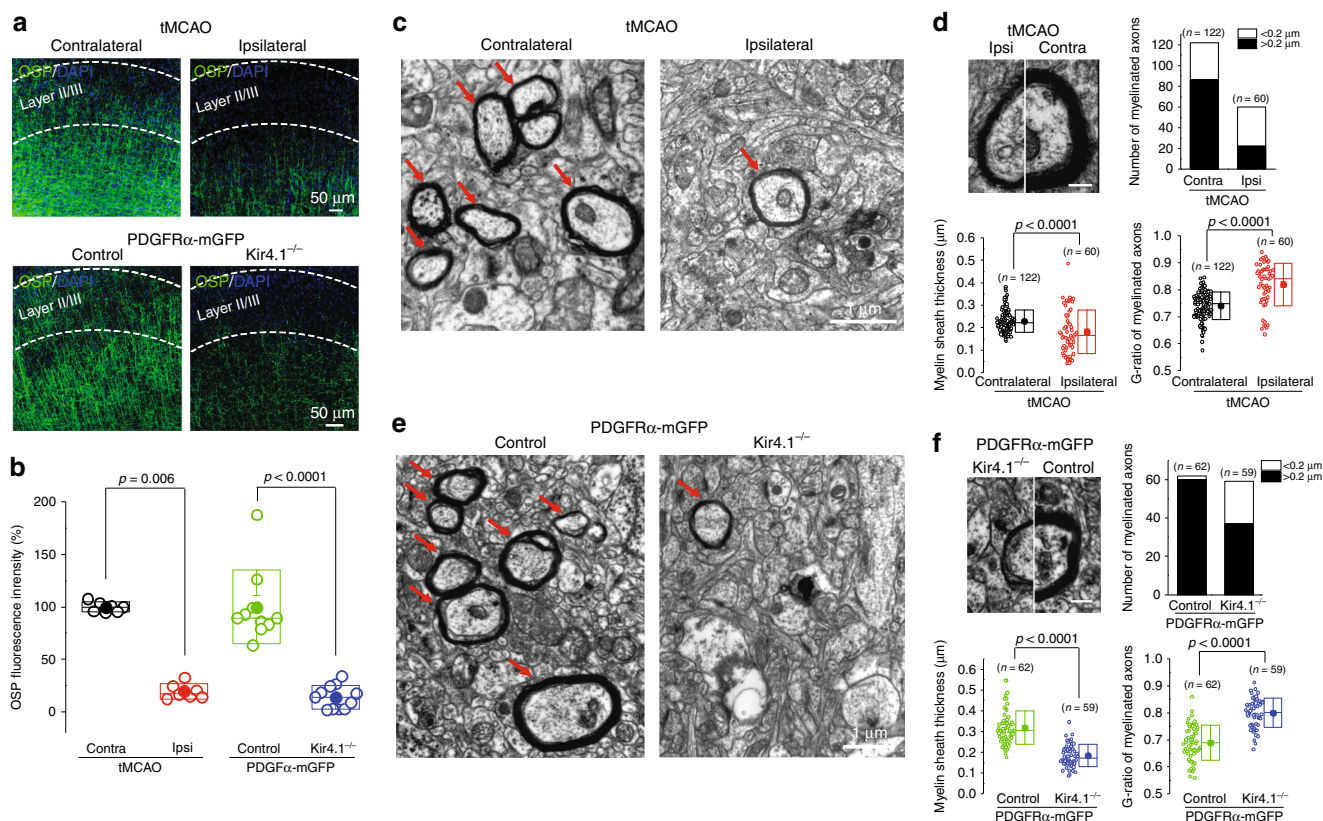 a
tMCAO
Contralateral Ipsilateral
OSP/DAPI
Layer II/III
OSP/DAPI
Layer II/III
50 µm
PDGFRα-mGFP
Control Kir4.1–/–
OSP/DAPI
Layer II/III
OSP/DAPI
Layer II/III
50 µm
b
OSP fluorescence inrensity (%)
200
150
100
50
0
p = 0.006
p < 0.0001
Contra Ipsi Control Kir4.1–/–
tMCAO PDGFα-mGFP
c
tMCAO
Contralateral Ipsilateral
1 µm
d
tMCAO
Ipsi Contra
Number of myelinated axons
120
100
80
60
40
20
0
(n = 122)
(n = 60)
<0.2 µm
>0.2 µm
Contra Ipsi
tMCAO
Myelin sheath thickness (µm)
0.6
0.5
0.4
0.3
0.2
0.1
0.0
p < 0.0001
(n = 122)
(n = 60)
Contralateral Ipsilateral
tMCAO
G-ratio of myelinated axons
1.0
0.9
0.8
0.7
0.6
0.5
p < 0.0001
(n = 122)
(n = 60)
Contralateral Ipsilateral
tMCAO
e
PDGFRα-mGFP
Control Kir4.1–/–
1 µm
f
PDGFRα-mGFP
Kir4.1–/– Control
Number of myelinated axons
60
40
20
0
(n = 62)
(n = 59)
<0.2 µm
>0.2 µm
Control Kir4.1–/–
PDGFRα-mGFP
Myelin sheath thickness (µm)
0.6
0.5
0.4
0.3
0.2
0.1
0.0
p < 0.0001
(n = 62)
(n = 59)
Control Kir4.1–/–
PDGFRα-mGFP
G-ratio of myelinated axons
1.0
0.9
0.8
0.7
0.6
0.5
p < 0.0001
(n = 62)
(n = 59)
Control Kir4.1–/–
PDGFRα-mGFP